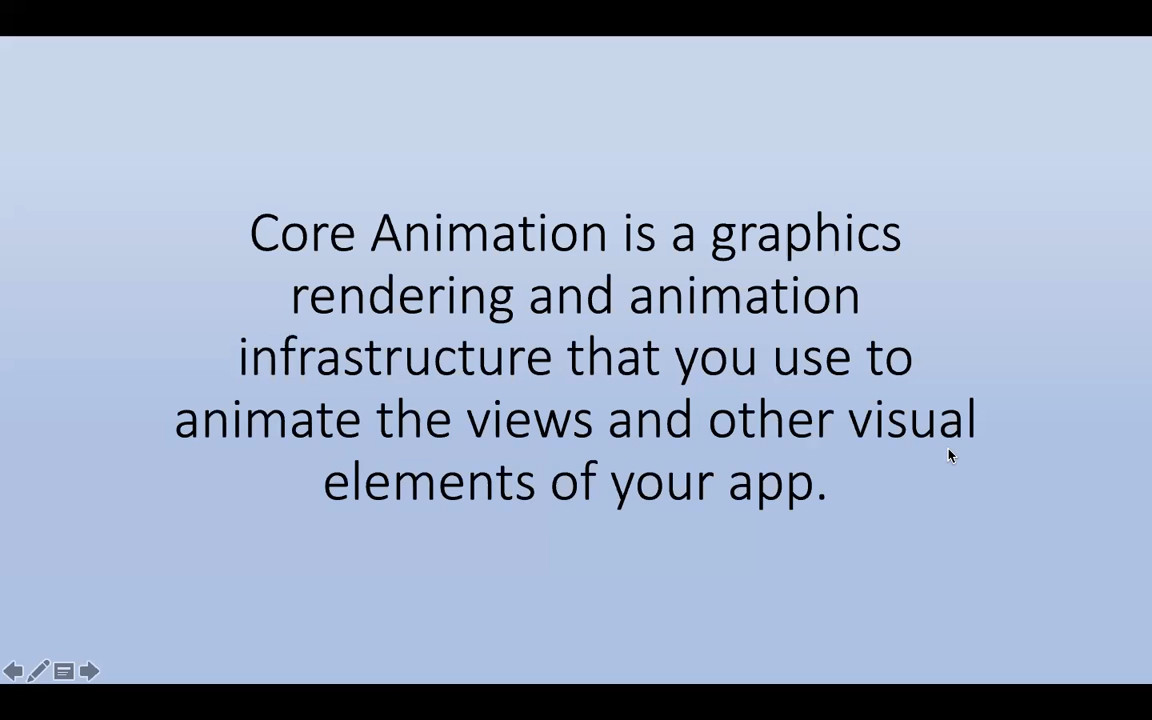 Core Animation is a graphics
rendering and animation
infrastructure that you use to
animate the views and other visual
elements of your app.